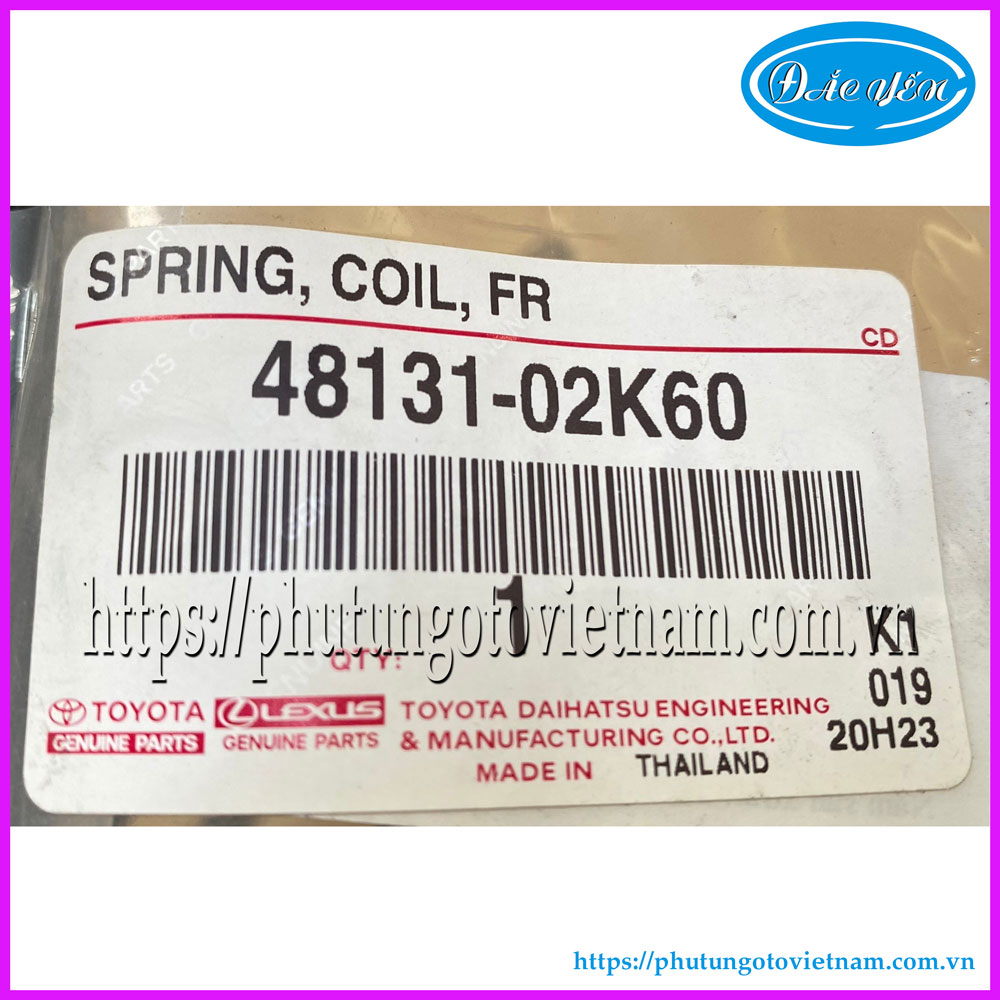 ĐẮC YẾN
SPRING, COIL, FR
CD
48131-02K60
https://phutungotovietnam.com.vn
1
QTY:
K1
019
20H23
TOYOTA
GENUINE PARTS
LEXUS
GENUINE PARTS
TOYOTA DAIHATSU ENGINEERING
& MANUFACTURING CO.,LTD.
MADE IN THAILAND
https://phutungotovietnam.com.vn